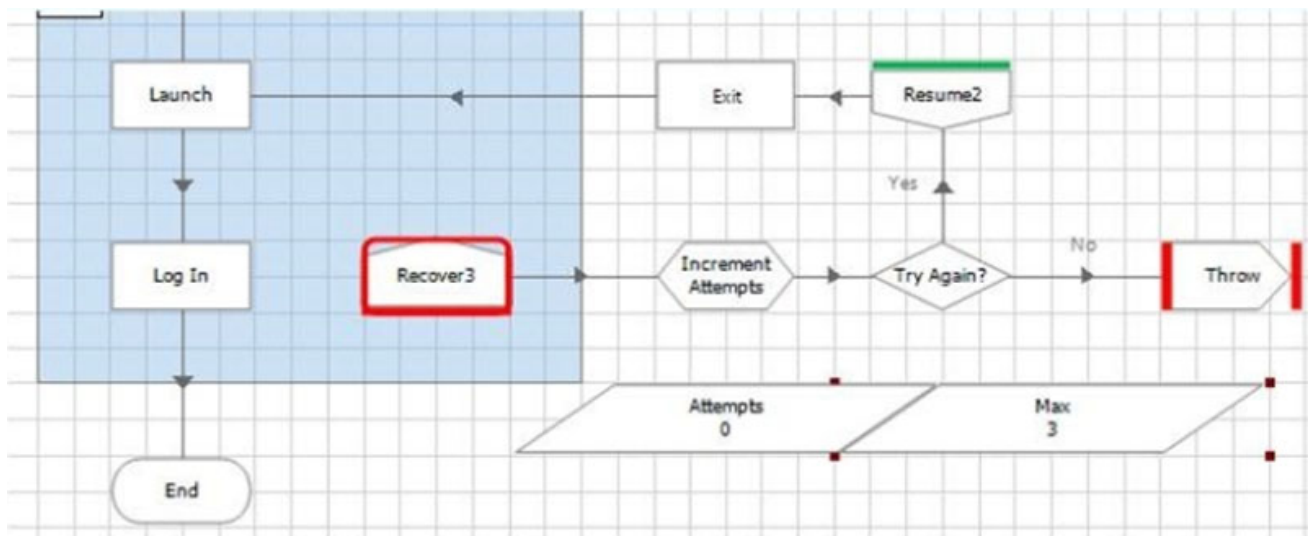 Launch
Exit
Resume2
Yes
Log In
Recover3
Increment
Attempts
Try Again?
No
Throw
Attempts
0
Max
3
End